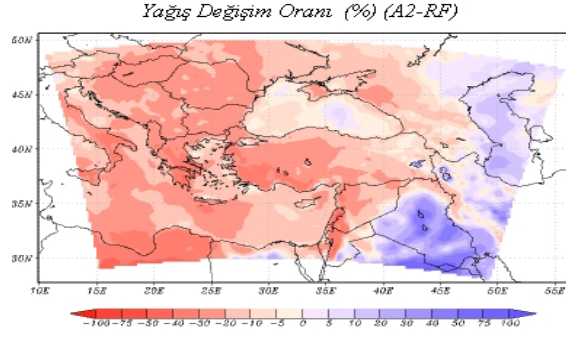 Yağış Değişim Oranı (%) (A2-RF)
50N
45N
40N
35N
30N
10E 15E 20E 25E 30E 35E 40E 45E 50E 55E
-100 -75 -50 -40 -30 -20 -10 -5 0 5 10 20 30 40 50 75 100